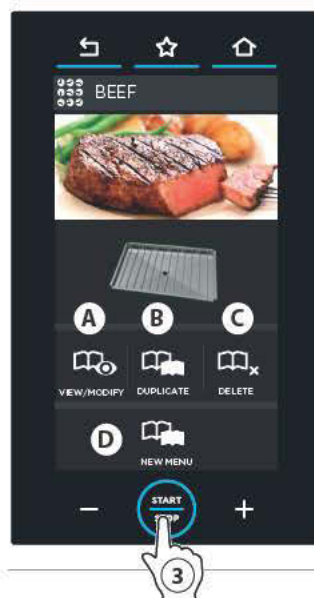 BEEF
A B C
VIEW/MODIFY DUPLICATE DELETE
D
NEW MENU
− START +
STOP
3